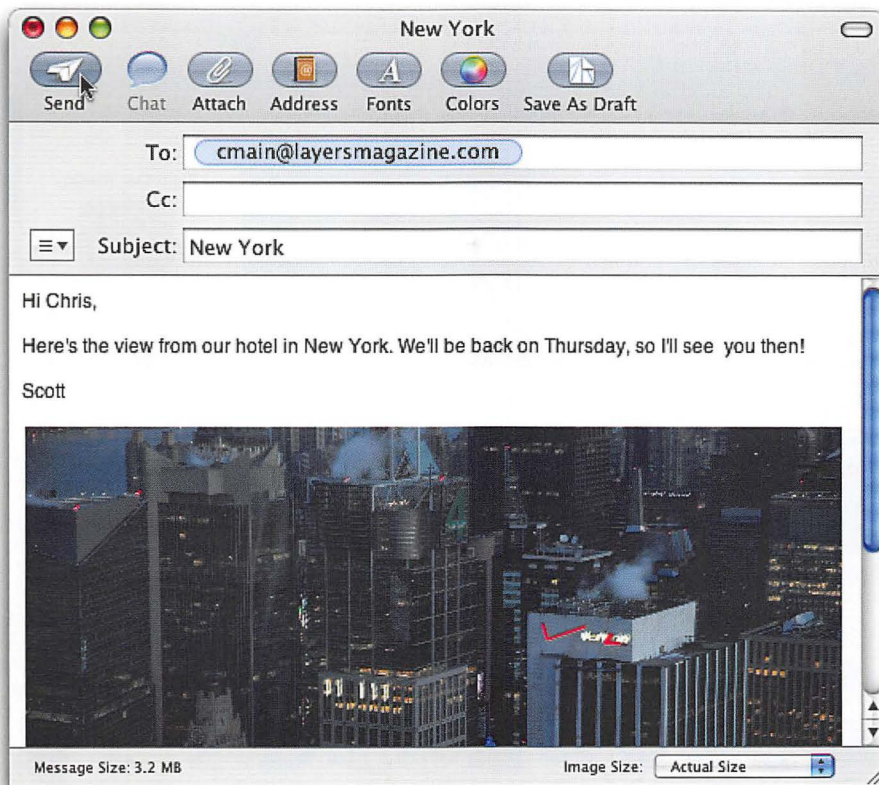 New York
Send Chat Attach Address Fonts Colors Save As Draft
To: cmain@layersmagazine.com
Cc:
Subject: New York
Hi Chris,
Here's the view from our hotel in New York. We'll be back on Thursday, so I'll see you then!
Scott
4
verizon
Message Size: 3.2 MB
Image Size: Actual Size